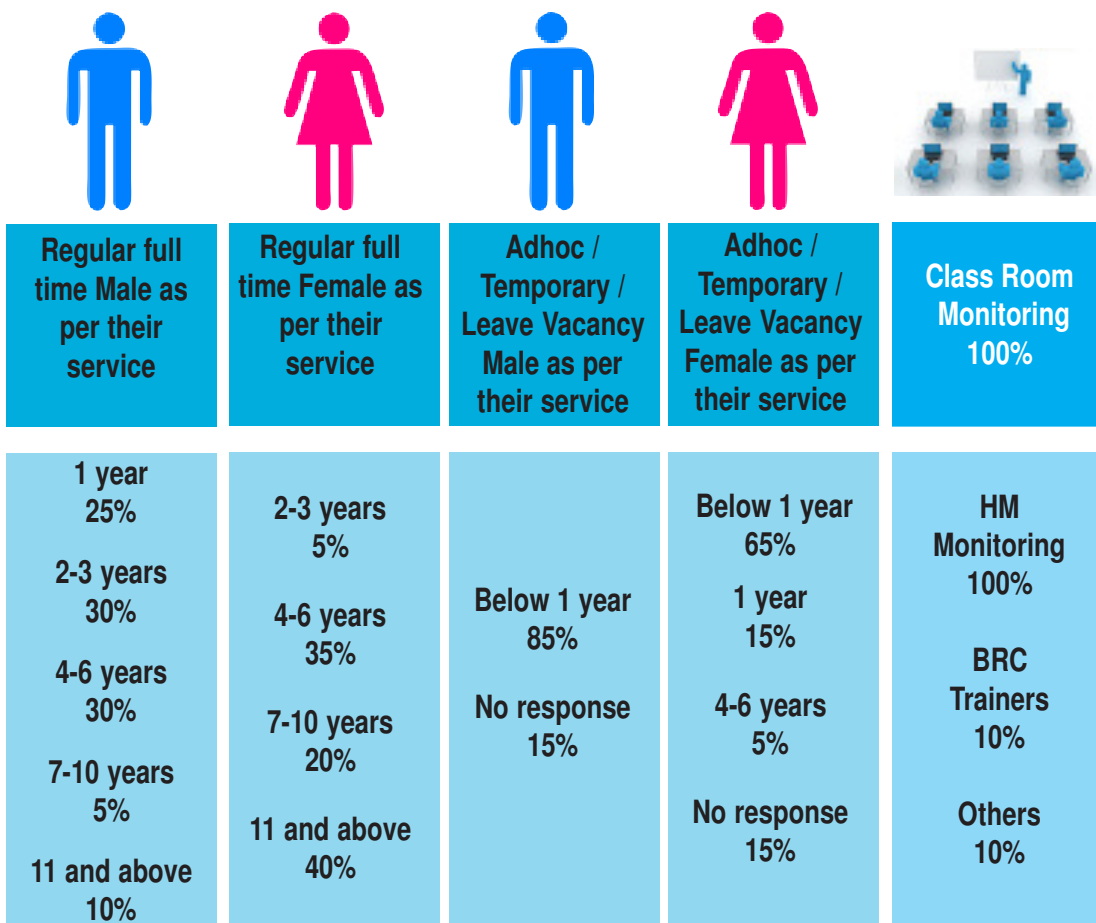 Regular full
time Male as
per their
service
1 year
25%
2-3 years
30%
4-6 years
30%
7-10 years
5%
11 and above
10%
Regular full
time Female as
per their
service
2-3 years
5%
4-6 years
35%
7-10 years
20%
11 and above
40%
Adhoc /
Temporary /
Leave Vacancy
Male as per
their service
Below 1 year
85%
No response
15%
Adhoc /
Temporary /
Leave Vacancy
Female as per
their service
Below 1 year
65%
1 year
15%
4-6 years
5%
No response
15%
Class Room
Monitoring
100%
HM
Monitoring
100%
BRC
Trainers
10%
Others
10%